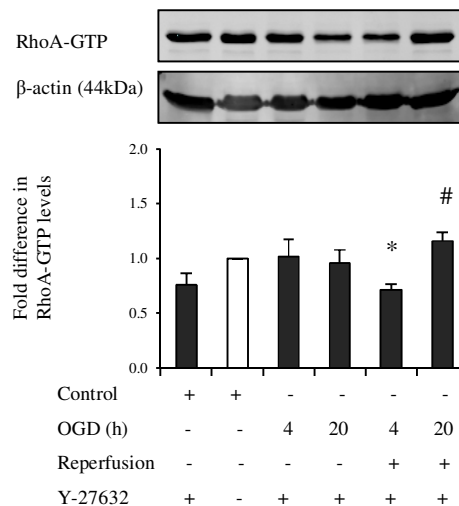 RhoA-GTP
β-actin (44kDa)
Fold difference in
RhoA-GTP levels
2.0
1.5
1.0
0.5
0.0
*
#
Control + + - - - -
OGD (h) - - 4 20 4 20
Reperfusion - - - - + +
Y-27632 + - + + + +